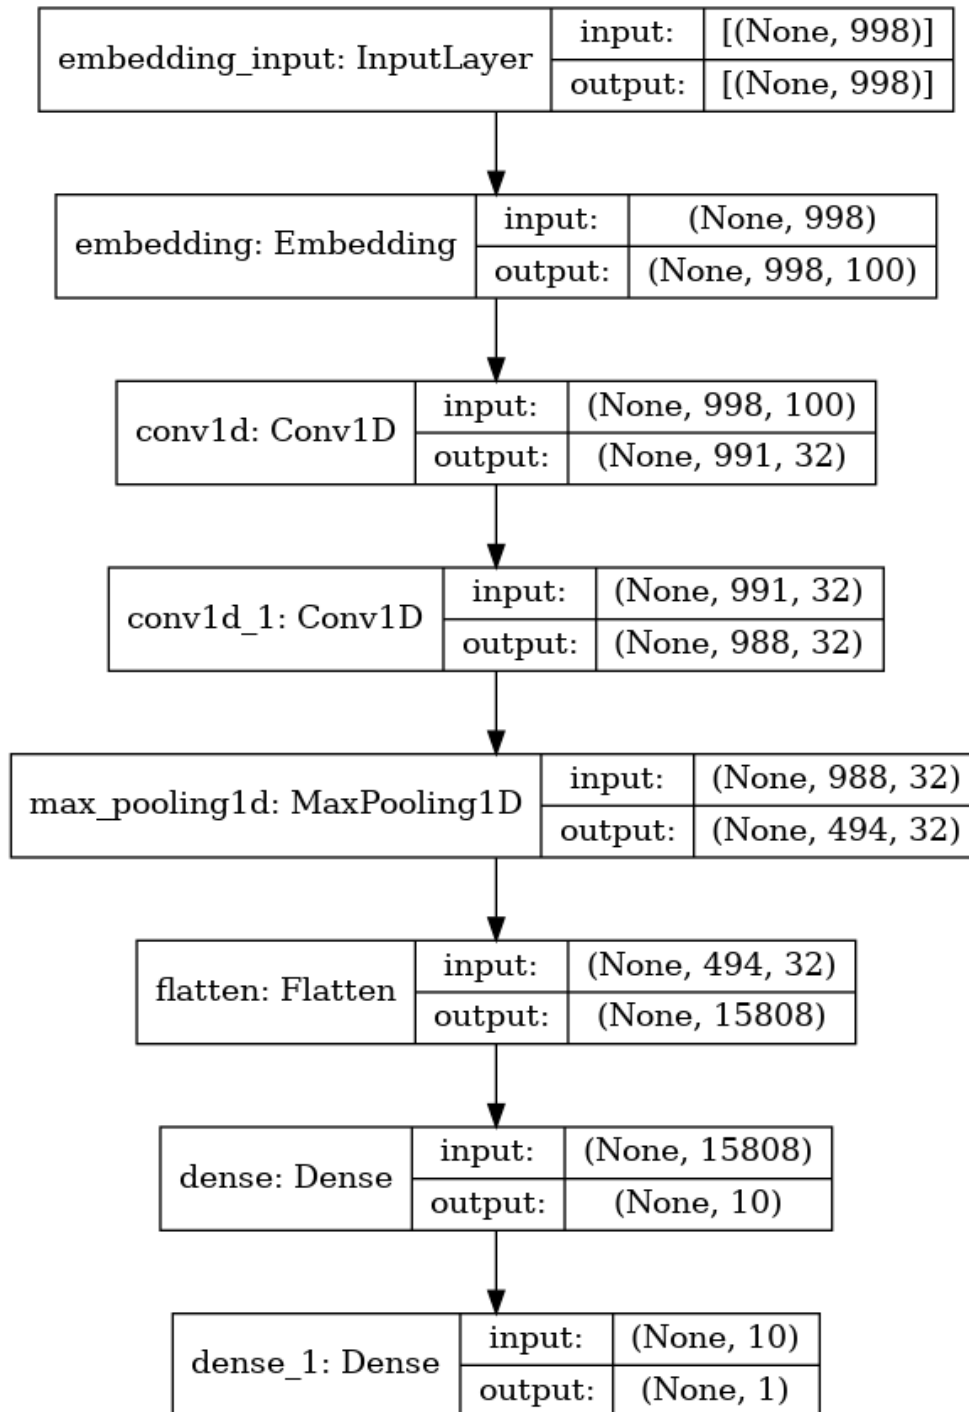 embedding_input: InputLayer
input: [(None, 998)]
output: [(None, 998)]
embedding: Embedding
input: (None, 998)
output: (None, 998, 100)
conv1d: Conv1D
input: (None, 998, 100)
output: (None, 991, 32)
conv1d_1: Conv1D
input: (None, 991, 32)
output: (None, 988, 32)
max_pooling1d: MaxPooling1D
input: (None, 988, 32)
output: (None, 494, 32)
flatten: Flatten
input: (None, 494, 32)
output: (None, 15808)
dense: Dense
input: (None, 15808)
output: (None, 10)
dense_1: Dense
input: (None, 10)
output: (None, 1)